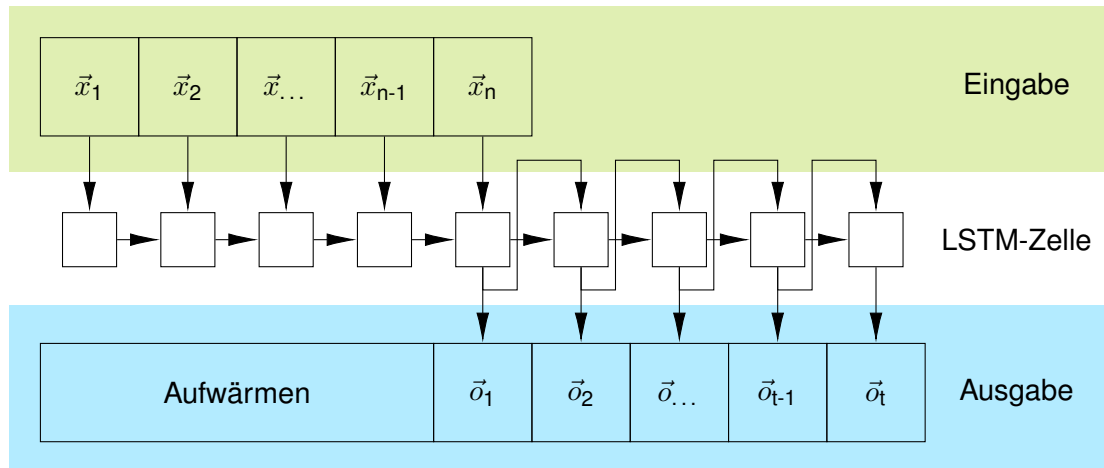 x⃗1 x⃗2 x⃗... x⃗n-1 x⃗n Eingabe
LSTM-Zelle
Aufwärmen o⃗1 o⃗2 o⃗... o⃗t-1 o⃗t Ausgabe